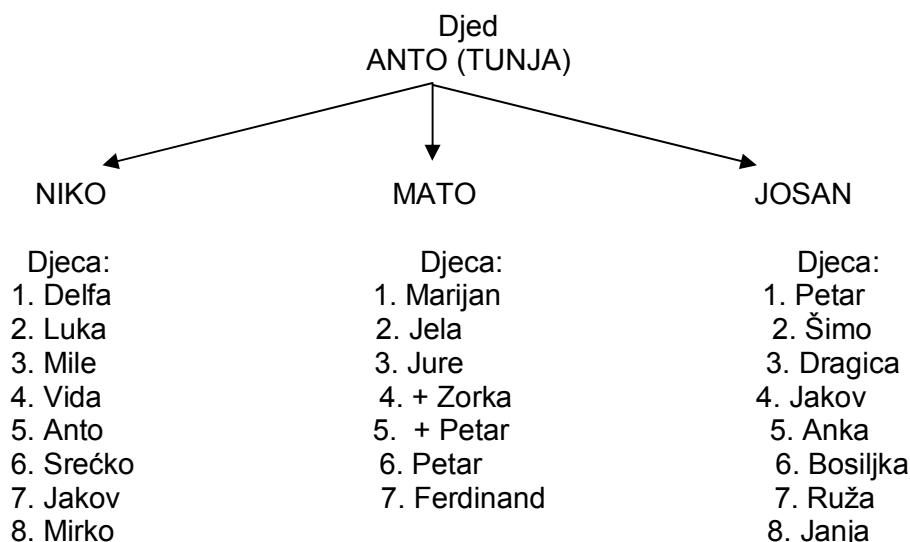 Djed
ANTO (TUNJA)
NIKO
MATO
JOSAN
Djeca:
1. Delfa
2. Luka
3. Mile
4. Vida
5. Anto
6. Srećko
7. Jakov
8. Mirko
Djeca:
1. Marijan
2. Jela
3. Jure
4. + Zorka
5. + Petar
6. Petar
7. Ferdinand
Djeca:
1. Petar
2. Šimo
3. Dragica
4. Jakov
5. Anka
6. Bosiljka
7. Ruža
8. Janja